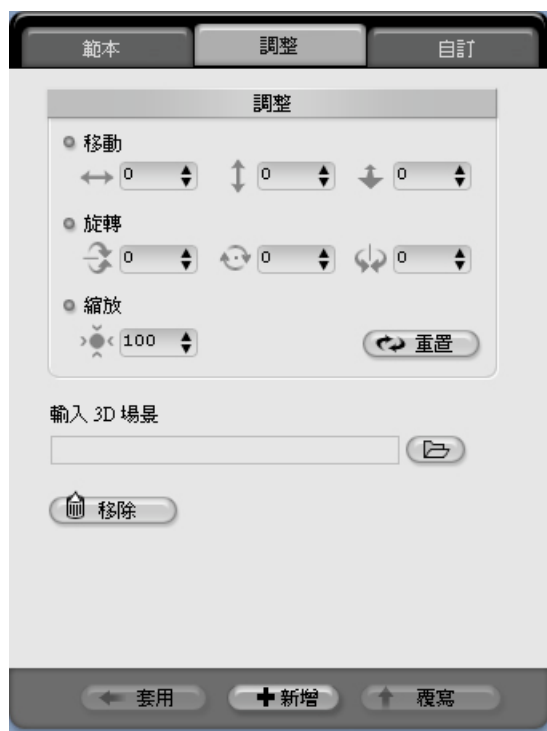 範本 調整 自訂
調整
移動
0 0 0
旋轉
0 0 0
縮放
100 重置
輸入 3D 場景
移除
套用 新增 覆寫